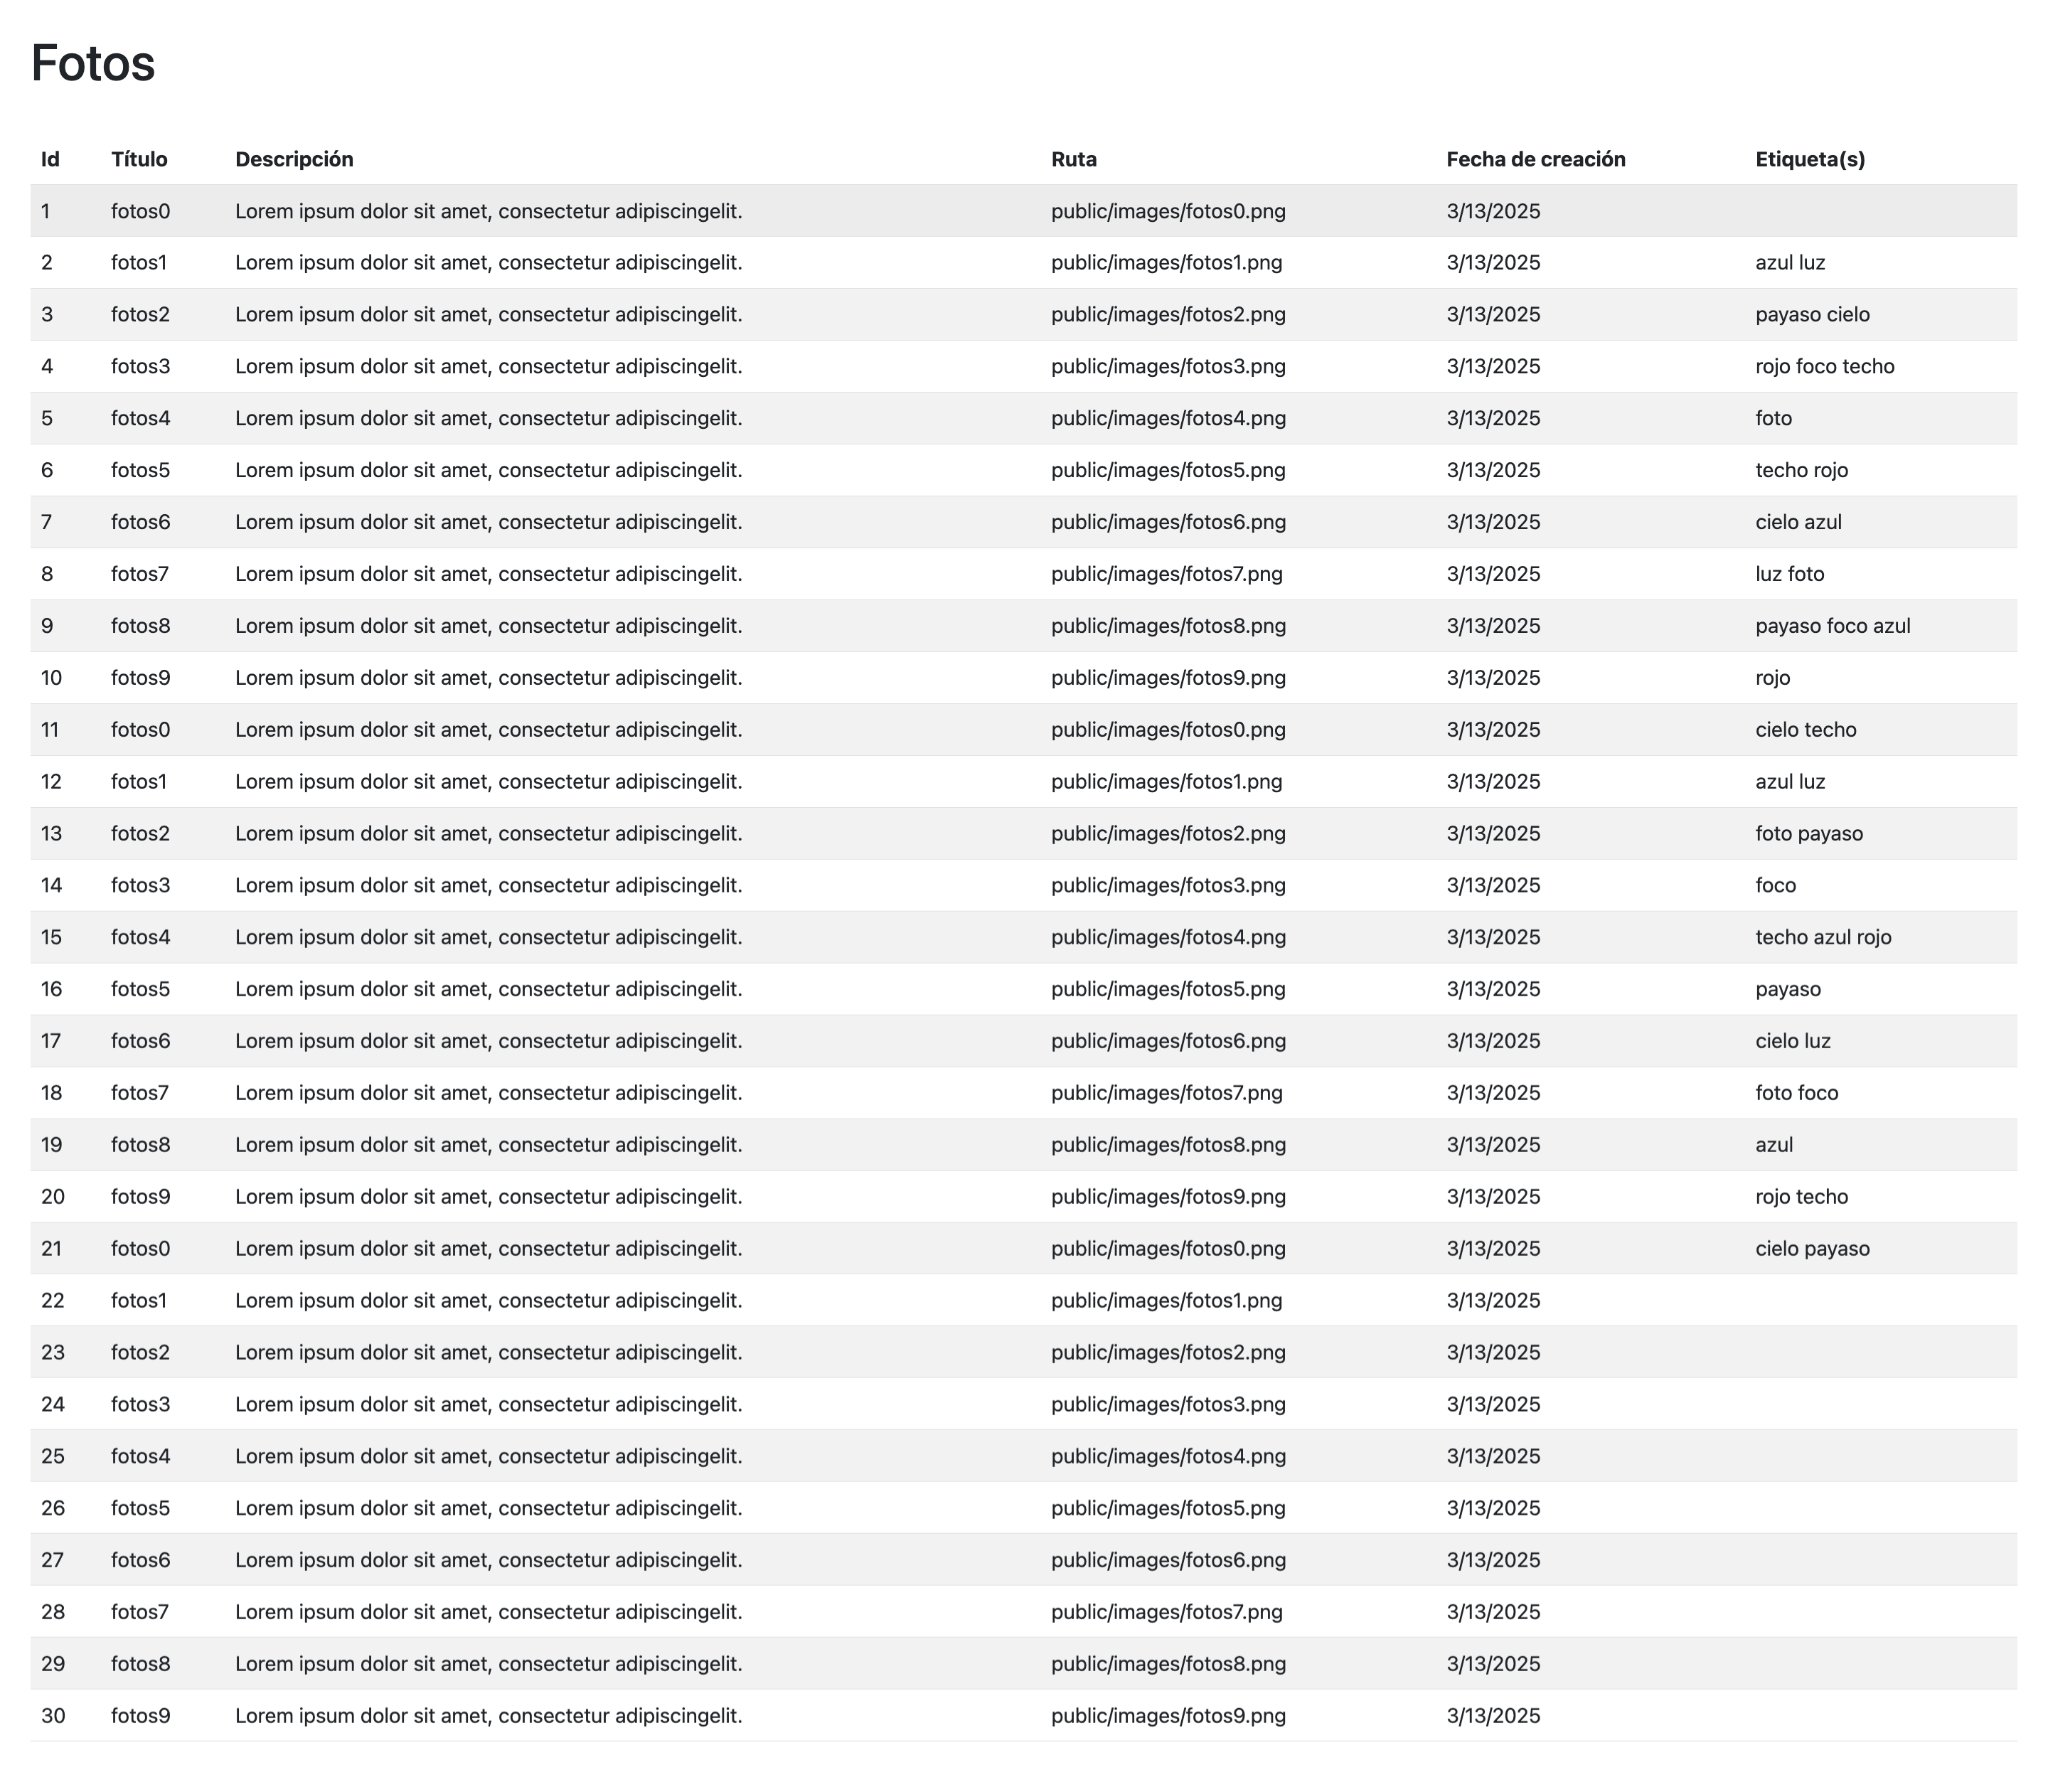 Fotos
Id Título Descripción Ruta Fecha de creación Etiqueta(s)
1 fotos0 Lorem ipsum dolor sit amet, consectetur adipiscingelit. public/images/fotos0.png 3/13/2025
2 fotos1 Lorem ipsum dolor sit amet, consectetur adipiscingelit. public/images/fotos1.png 3/13/2025 azul luz
3 fotos2 Lorem ipsum dolor sit amet, consectetur adipiscingelit. public/images/fotos2.png 3/13/2025 payaso cielo
4 fotos3 Lorem ipsum dolor sit amet, consectetur adipiscingelit. public/images/fotos3.png 3/13/2025 rojo foco techo
5 fotos4 Lorem ipsum dolor sit amet, consectetur adipiscingelit. public/images/fotos4.png 3/13/2025 foto
6 fotos5 Lorem ipsum dolor sit amet, consectetur adipiscingelit. public/images/fotos5.png 3/13/2025 techo rojo
7 fotos6 Lorem ipsum dolor sit amet, consectetur adipiscingelit. public/images/fotos6.png 3/13/2025 cielo azul
8 fotos7 Lorem ipsum dolor sit amet, consectetur adipiscingelit. public/images/fotos7.png 3/13/2025 luz foto
9 fotos8 Lorem ipsum dolor sit amet, consectetur adipiscingelit. public/images/fotos8.png 3/13/2025 payaso foco azul
10 fotos9 Lorem ipsum dolor sit amet, consectetur adipiscingelit. public/images/fotos9.png 3/13/2025 rojo
11 fotos0 Lorem ipsum dolor sit amet, consectetur adipiscingelit. public/images/fotos0.png 3/13/2025 cielo techo
12 fotos1 Lorem ipsum dolor sit amet, consectetur adipiscingelit. public/images/fotos1.png 3/13/2025 azul luz
13 fotos2 Lorem ipsum dolor sit amet, consectetur adipiscingelit. public/images/fotos2.png 3/13/2025 foto payaso
14 fotos3 Lorem ipsum dolor sit amet, consectetur adipiscingelit. public/images/fotos3.png 3/13/2025 foco
15 fotos4 Lorem ipsum dolor sit amet, consectetur adipiscingelit. public/images/fotos4.png 3/13/2025 techo azul rojo
16 fotos5 Lorem ipsum dolor sit amet, consectetur adipiscingelit. public/images/fotos5.png 3/13/2025 payaso
17 fotos6 Lorem ipsum dolor sit amet, consectetur adipiscingelit. public/images/fotos6.png 3/13/2025 cielo luz
18 fotos7 Lorem ipsum dolor sit amet, consectetur adipiscingelit. public/images/fotos7.png 3/13/2025 foto foco
19 fotos8 Lorem ipsum dolor sit amet, consectetur adipiscingelit. public/images/fotos8.png 3/13/2025 azul
20 fotos9 Lorem ipsum dolor sit amet, consectetur adipiscingelit. public/images/fotos9.png 3/13/2025 rojo techo
21 fotos0 Lorem ipsum dolor sit amet, consectetur adipiscingelit. public/images/fotos0.png 3/13/2025 cielo payaso
22 fotos1 Lorem ipsum dolor sit amet, consectetur adipiscingelit. public/images/fotos1.png 3/13/2025
23 fotos2 Lorem ipsum dolor sit amet, consectetur adipiscingelit. public/images/fotos2.png 3/13/2025
24 fotos3 Lorem ipsum dolor sit amet, consectetur adipiscingelit. public/images/fotos3.png 3/13/2025
25 fotos4 Lorem ipsum dolor sit amet, consectetur adipiscingelit. public/images/fotos4.png 3/13/2025
26 fotos5 Lorem ipsum dolor sit amet, consectetur adipiscingelit. public/images/fotos5.png 3/13/2025
27 fotos6 Lorem ipsum dolor sit amet, consectetur adipiscingelit. public/images/fotos6.png 3/13/2025
28 fotos7 Lorem ipsum dolor sit amet, consectetur adipiscingelit. public/images/fotos7.png 3/13/2025
29 fotos8 Lorem ipsum dolor sit amet, consectetur adipiscingelit. public/images/fotos8.png 3/13/2025
30 fotos9 Lorem ipsum dolor sit amet, consectetur adipiscingelit. public/images/fotos9.png 3/13/2025